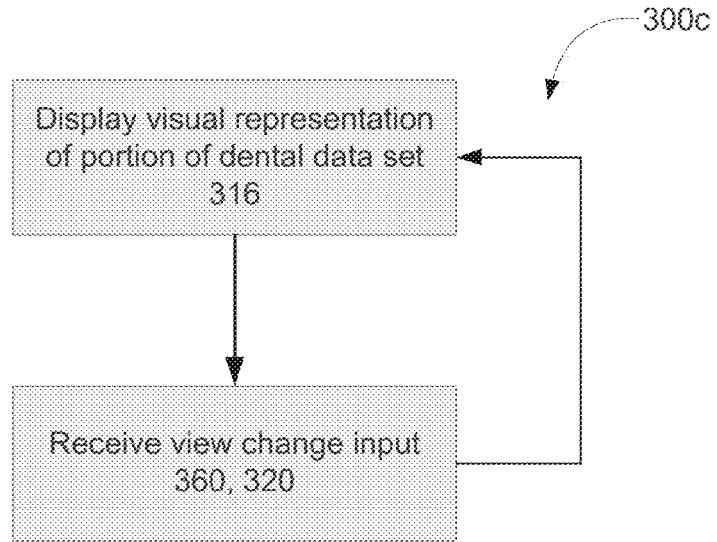 300c
Display visual representation
of portion of dental data set
316
Receive view change input
360, 320